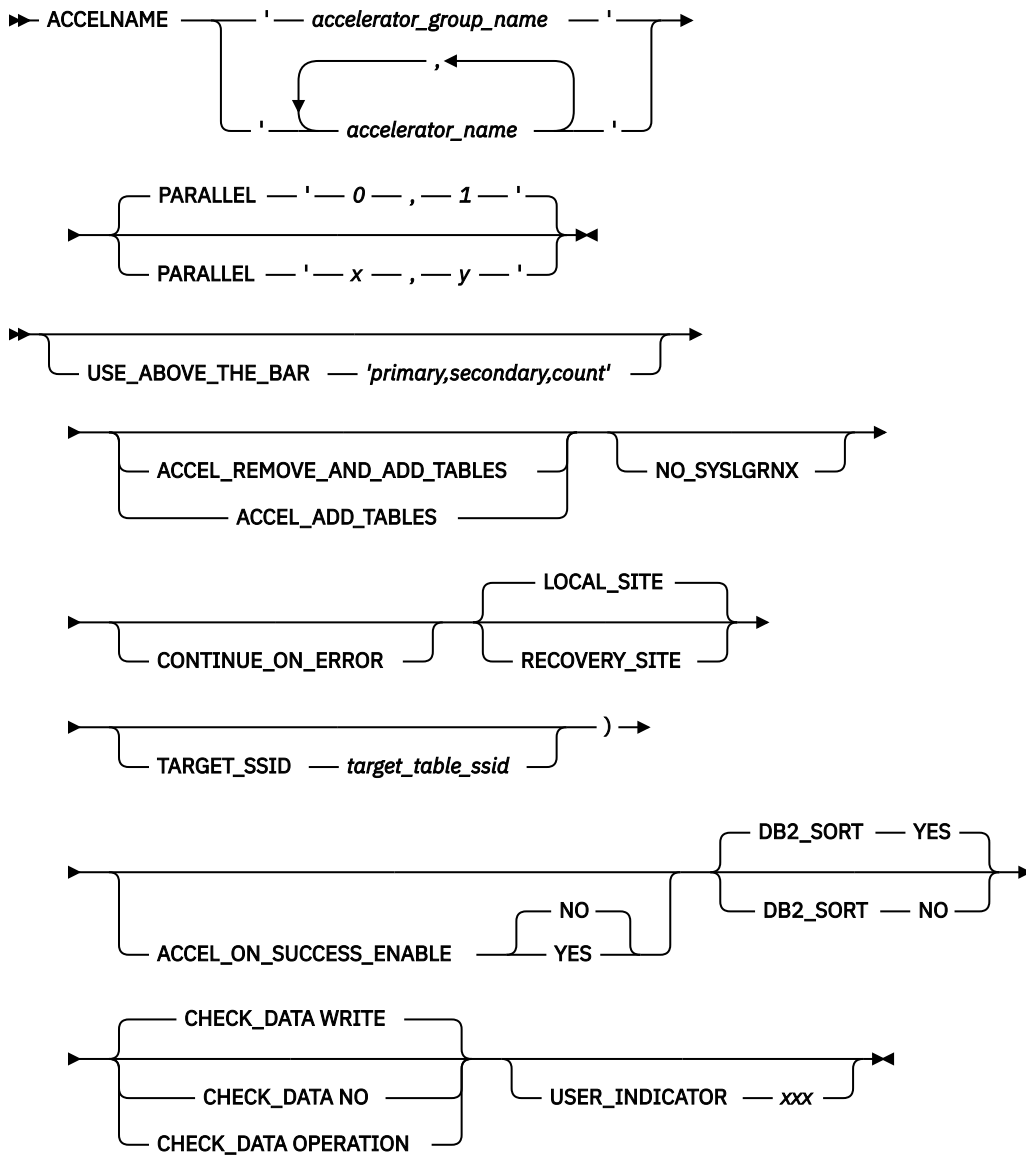 ACCELNAME ' accelerator_group_name '
,
' accelerator_name '
PARALLEL ' 0 , 1 '
PARALLEL ' x , y '
USE_ABOVE_THE_BAR 'primary,secondary,count'
ACCEL_REMOVE_AND_ADD_TABLES NO_SYSLGRNX
ACCEL_ADD_TABLES
LOCAL_SITE
CONTINUE_ON_ERROR RECOVERY_SITE
)
TARGET_SSID target_table_ssid
DB2_SORT YES
NO DB2_SORT NO
ACCEL_ON_SUCCESS_ENABLE YES
CHECK_DATA WRITE
CHECK_DATA NO USER_INDICATOR xxx
CHECK_DATA OPERATION